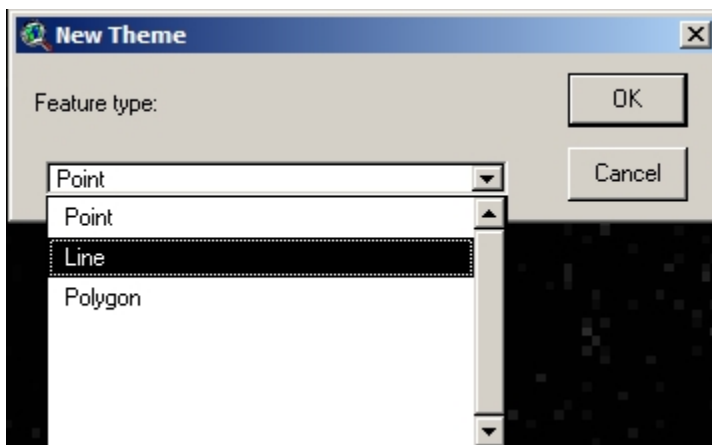 New Theme
Feature type:
OK
Cancel
Point
Point
Line
Polygon